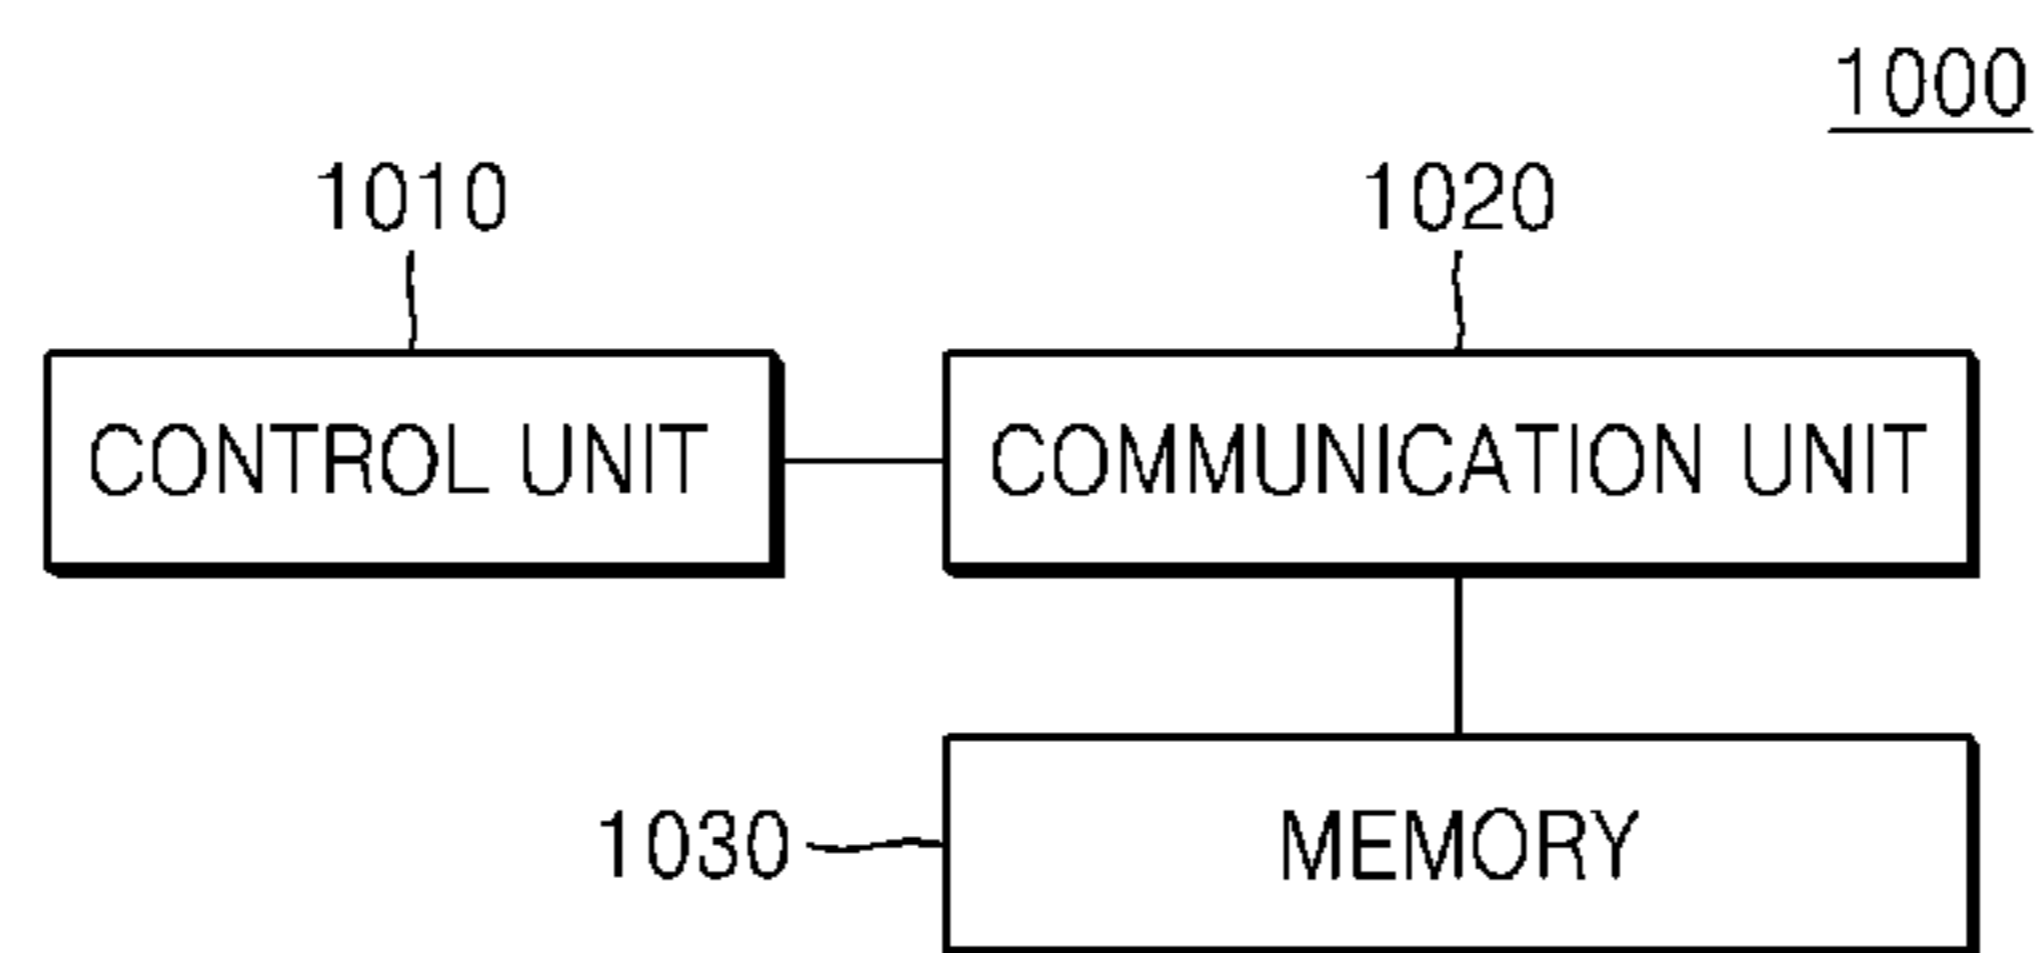 1000
1010
1020
CONTROL UNIT
COMMUNICATION UNIT
1030
MEMORY